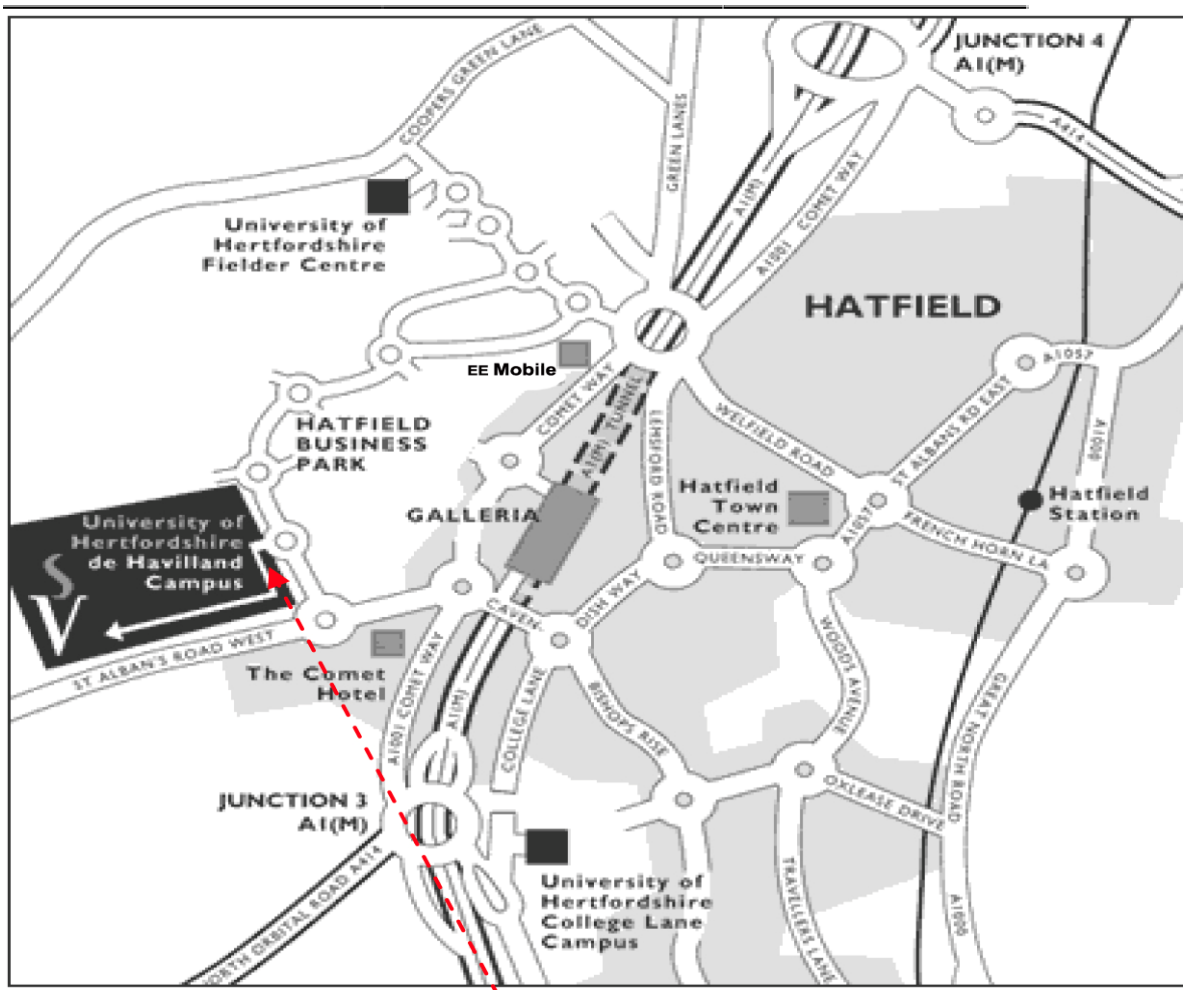 JUNCTION 4
A1(M)
COOPERS GREEN LANE
GREEN LANES
A414
A1(M)
A1001 COMET WAY
University of
Hertfordshire
Fielder Centre
HATFIELD
EE Mobile
COMET WAY
A1(M) TUNNEL
A1057
ST ALBANS RD EAST
WELFIELD ROAD
LEMSFORD ROAD
A1000
HATFIELD
BUSINESS
PARK
GALLERIA
Hatfield
Town
Centre
Hatfield
Station
A1057
FRENCH HORN LA
QUEENSWAY
University of
Hertfordshire
de Havilland
Campus
SV
CAVEN-
DISH WAY
ST ALBAN'S ROAD WEST
The Comet
Hotel
A1001 COMET WAY
A1(M)
COLLEGE LANE
BISHOPS RISE
WOODS AVENUE
GREAT NORTH ROAD
OXLEASE DRIVE
JUNCTION 3
A1(M)
NORTH ORBITAL ROAD A414
University of
Hertfordshire
College Lane
Campus
TRAVELLERS LANE
A1000